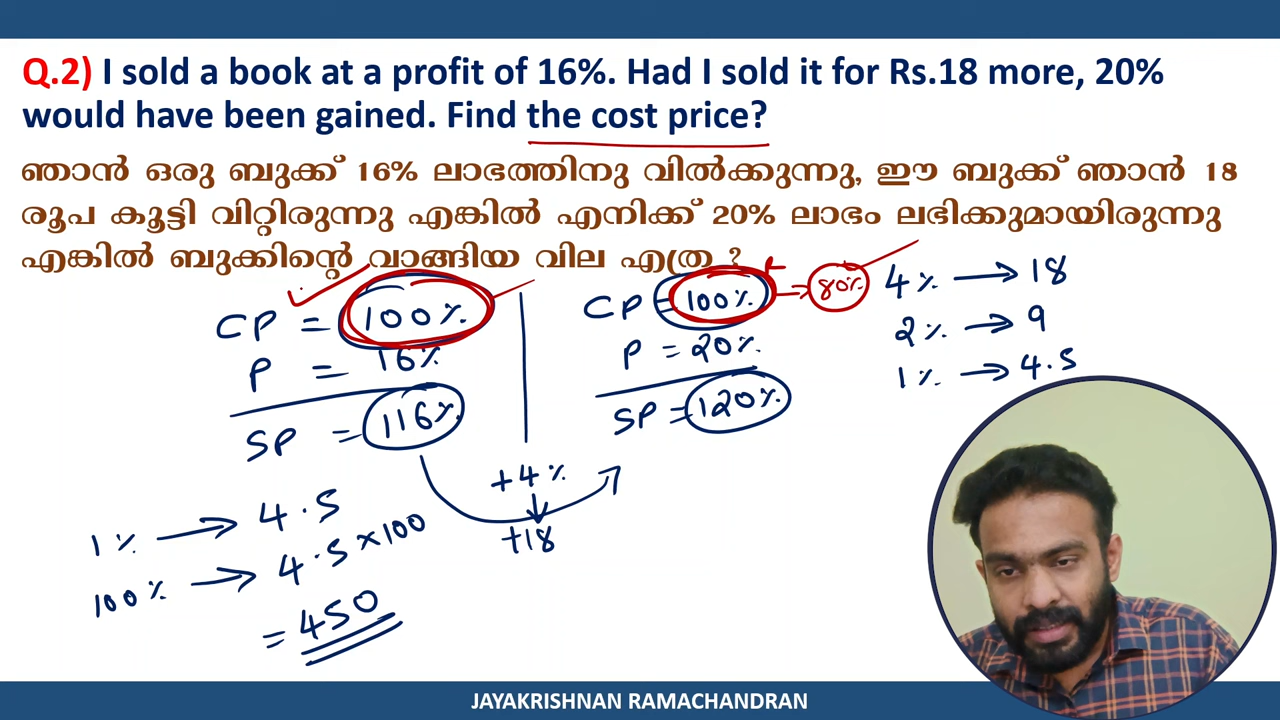 Q.2) I sold a book at a profit of 16%. Had I sold it for Rs.18 more, 20%
would have been gained. Find the cost price?
ഞാൻ ഒരു ബുക്ക് 16% ലാഭത്തിനു വിൽക്കുന്നു, ഈ ബുക്ക് ഞാൻ 18
രൂപ കൂട്ടി വിറ്റിരുന്നു എങ്കിൽ എനിക്ക് 20% ലാഭം ലഭിക്കുമായിരുന്നു
എങ്കിൽ ബുക്കിന്റെ വാങ്ങിയ വില എത്ര ?
CP = 100%
P = 16%
SP = 116%
CP = 100% → 80%
P = 20%
SP = 120%
4% → 18
2% → 9
1% → 4.5
+4%
↓
+18
1% → 4.5
100% → 4.5×100
= 450
JAYAKRISHNAN RAMACHANDRAN